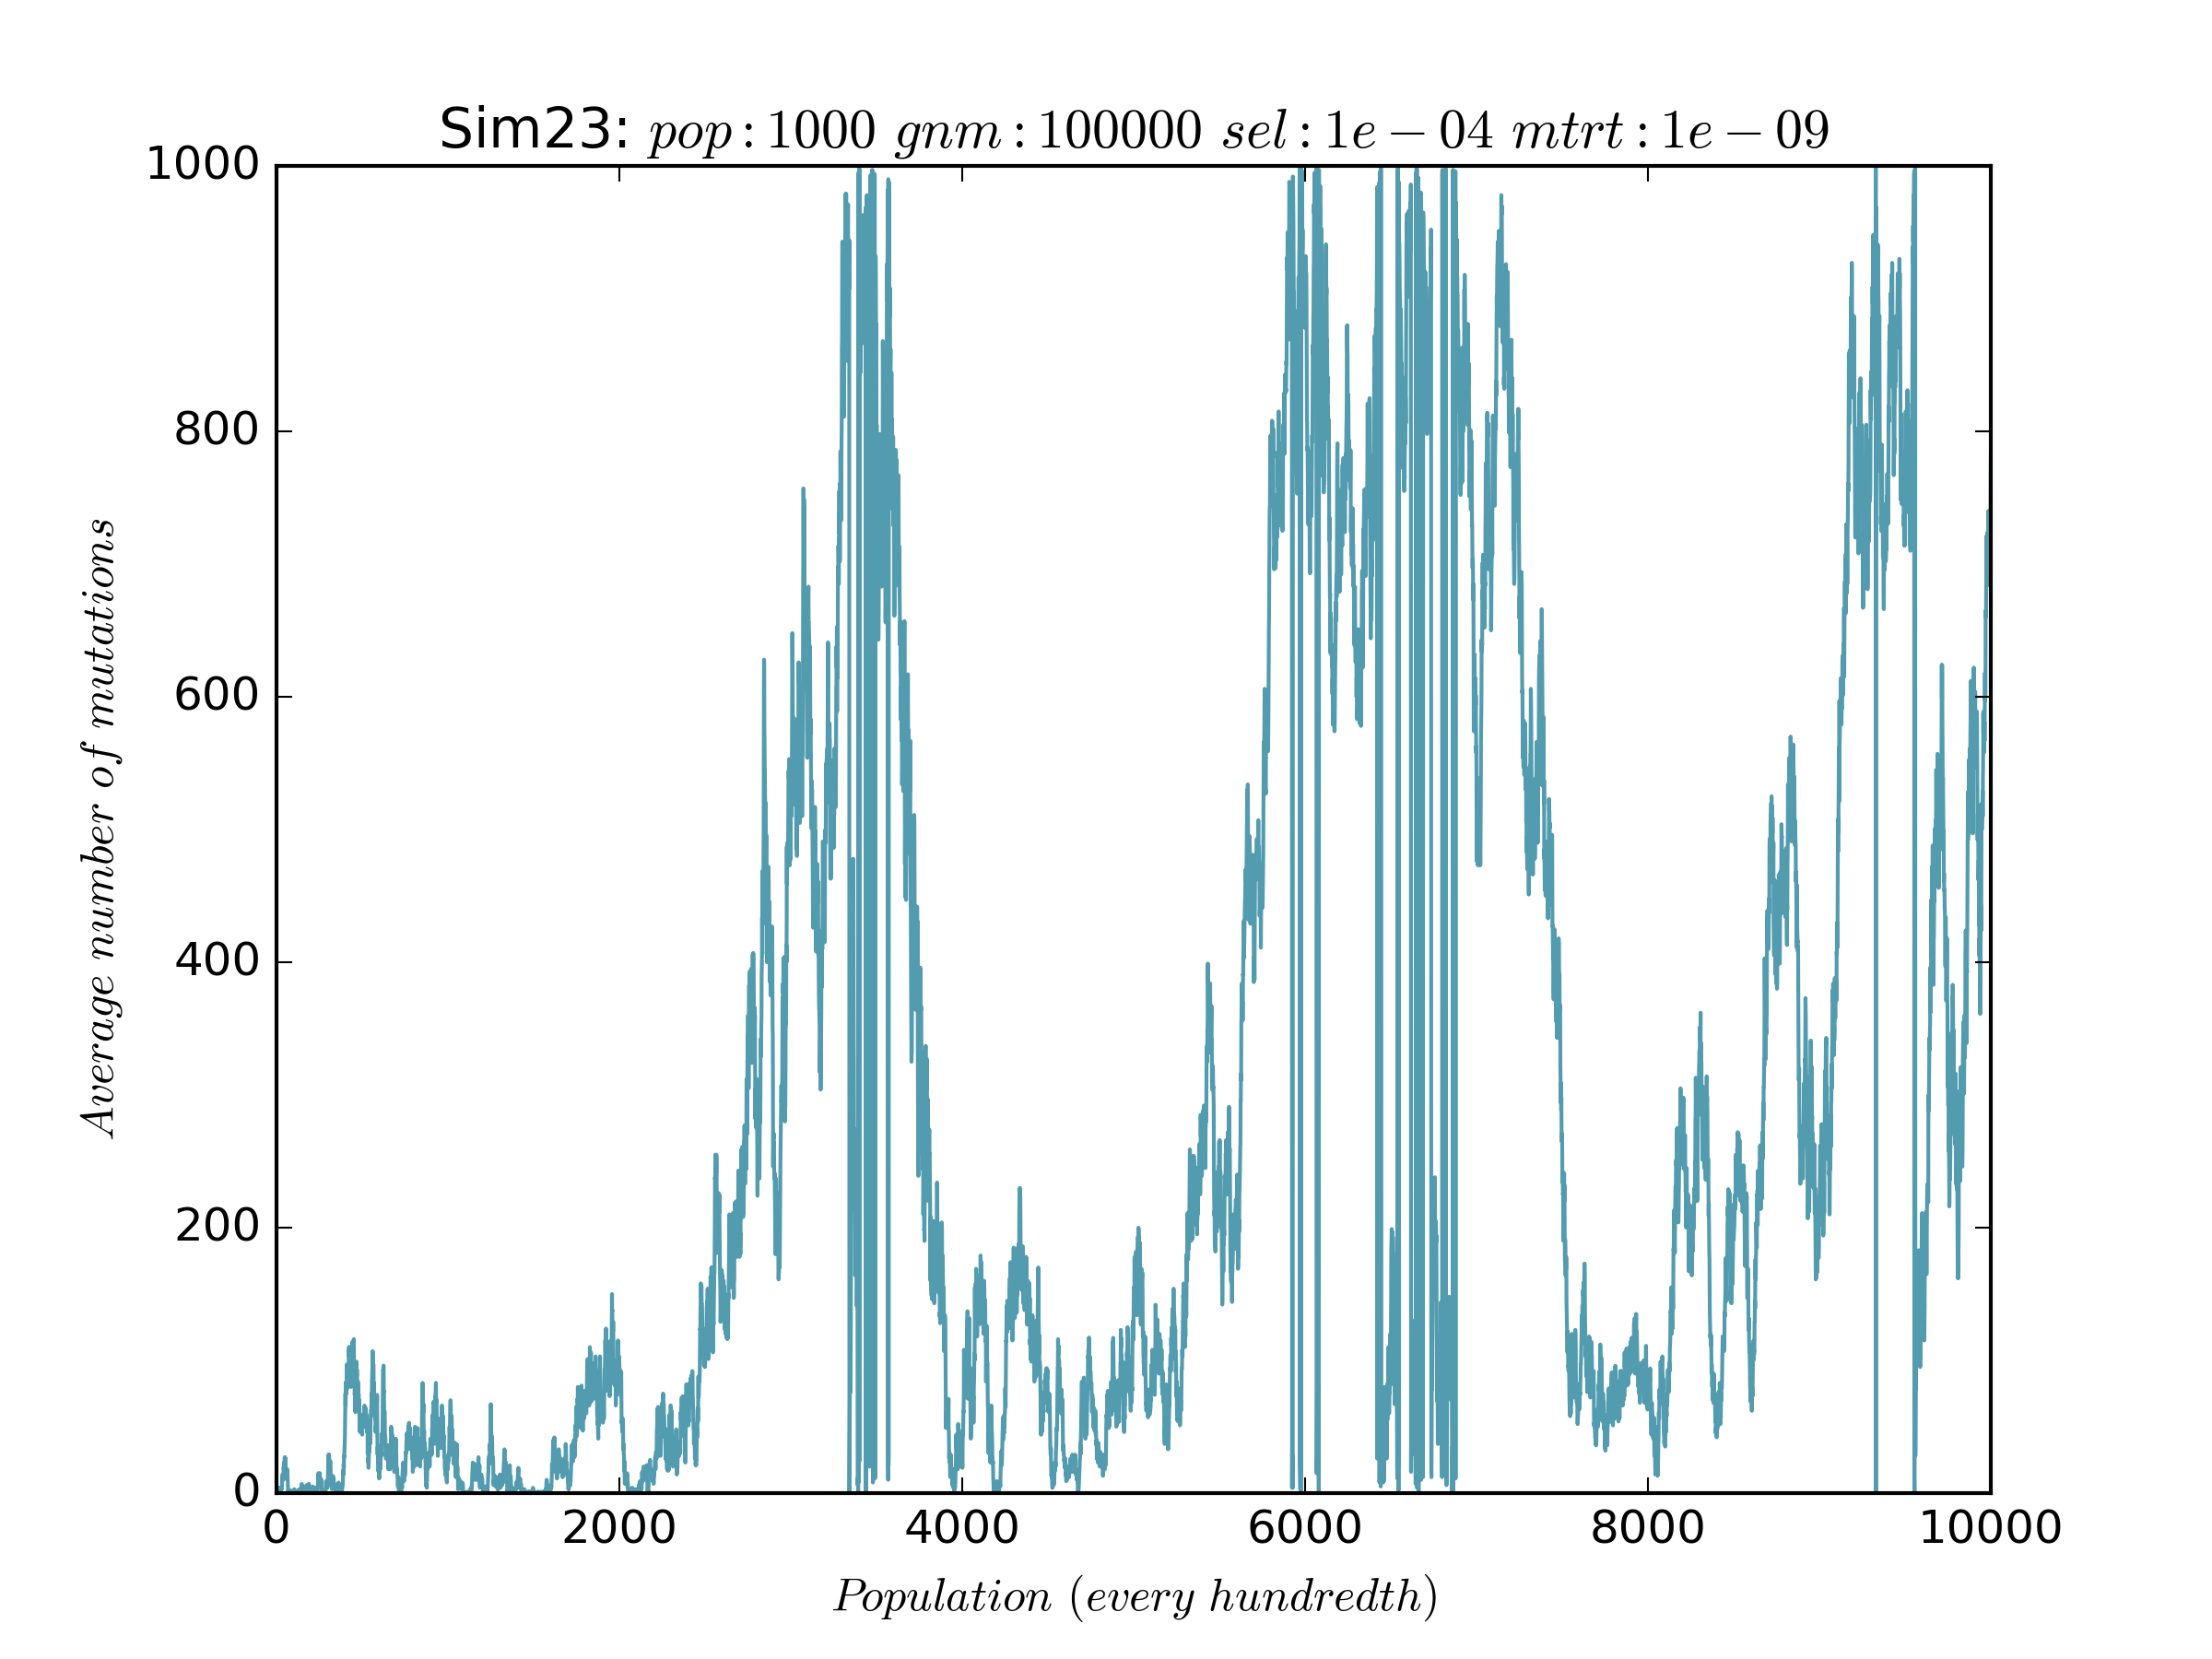 Sim23: pop : 1000 gnm : 100000 sel : 1e − 04 mtrt : 1e − 09
1000
800
600
400
200
0
Average number of mutations
0 2000 4000 6000 8000 10000
Population (every hundredth)